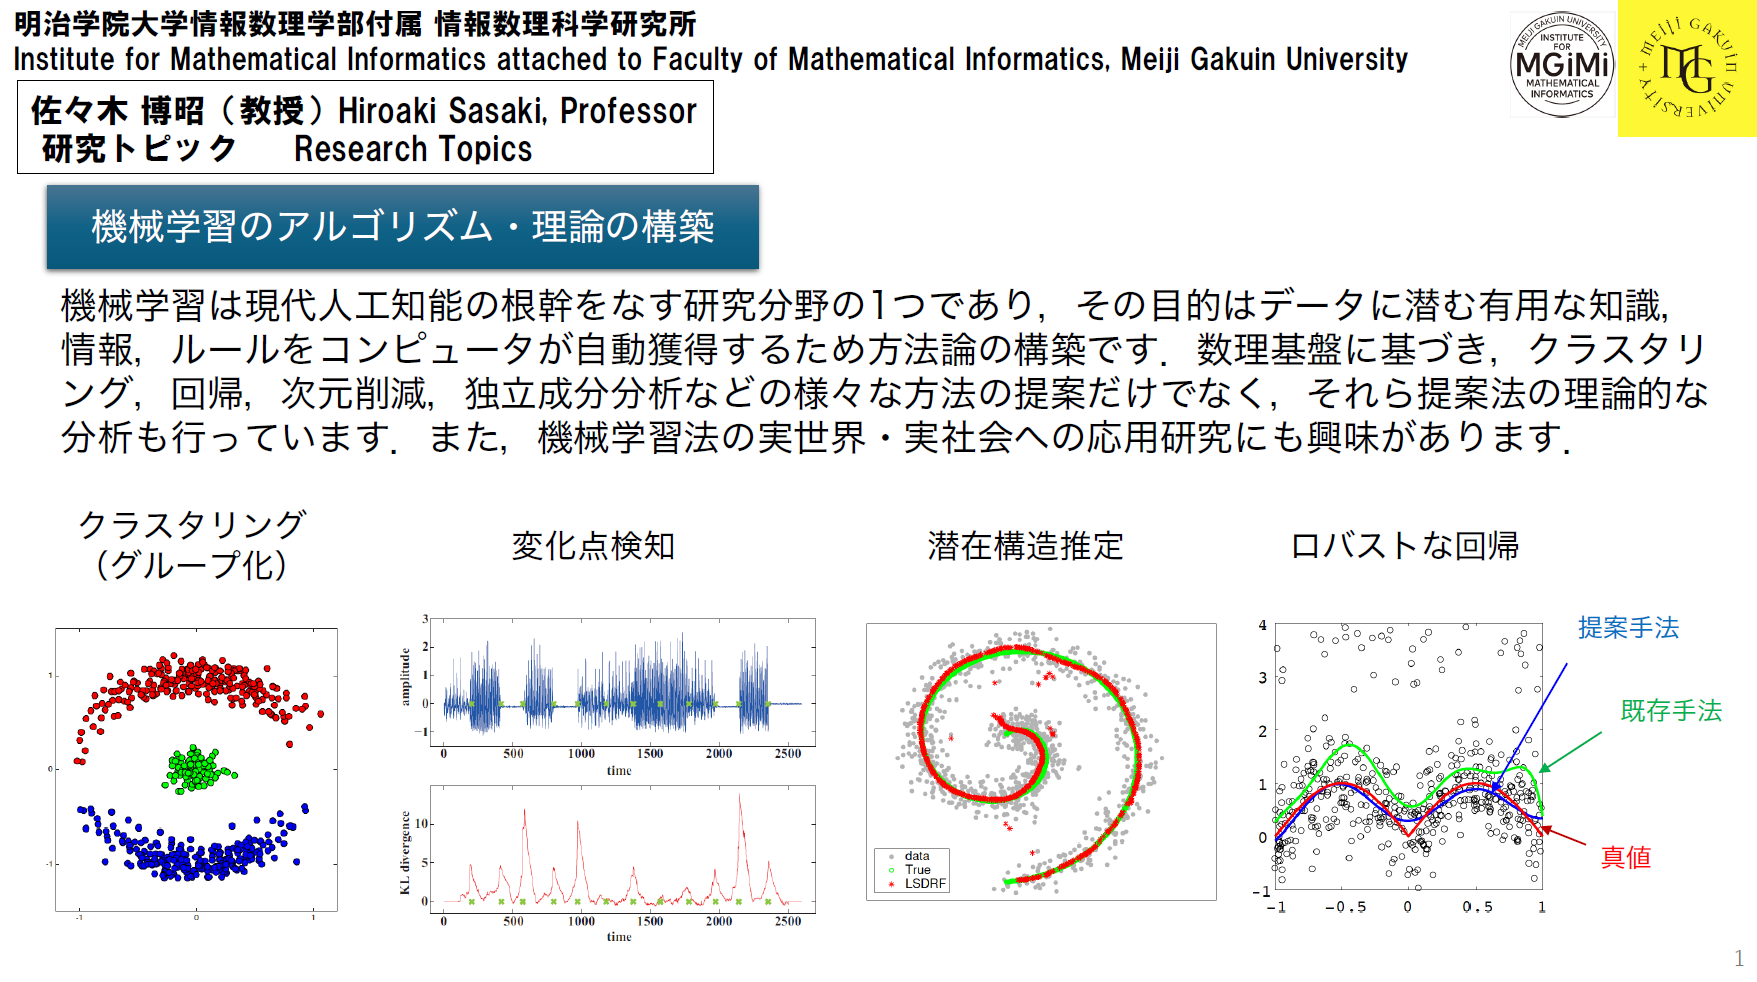 明治学院大学情報数理学部付属 情報数理科学研究所
Institute for Mathematical Informatics attached to Faculty of Mathematical Informatics, Meiji Gakuin University
MEIJI GAKUIN UNIVERSITY
INSTITUTE
FOR
MGiMi
MATHEMATICAL
INFORMATICS
MEIJI GAKUIN UNIVERSITY
MG
佐々木 博昭（教授）Hiroaki Sasaki, Professor
研究トピック Research Topics
機械学習のアルゴリズム・理論の構築
機械学習は現代人工知能の根幹をなす研究分野の1つであり，その目的はデータに潜む有用な知識，
情報，ルールをコンピュータが自動獲得するため方法論の構築です．数理基盤に基づき，クラスタリ
ング，回帰，次元削減，独立成分分析などの様々な方法の提案だけでなく，それら提案法の理論的な
分析も行っています．また，機械学習法の実世界・実社会への応用研究にも興味があります．
クラスタリング
（グループ化）
1
0
-1
-1 0 1
変化点検知
3
2
1
0
−1
amplitude
0 500 1000 1500 2000 2500
time
10
5
0
KL divergence
0 500 1000 1500 2000 2500
time
潜在構造推定
data
True
LSDRF
ロバストな回帰
4
3
2
1
0
-1
-1 -0.5 0 0.5 1
提案手法
既存手法
真値
1